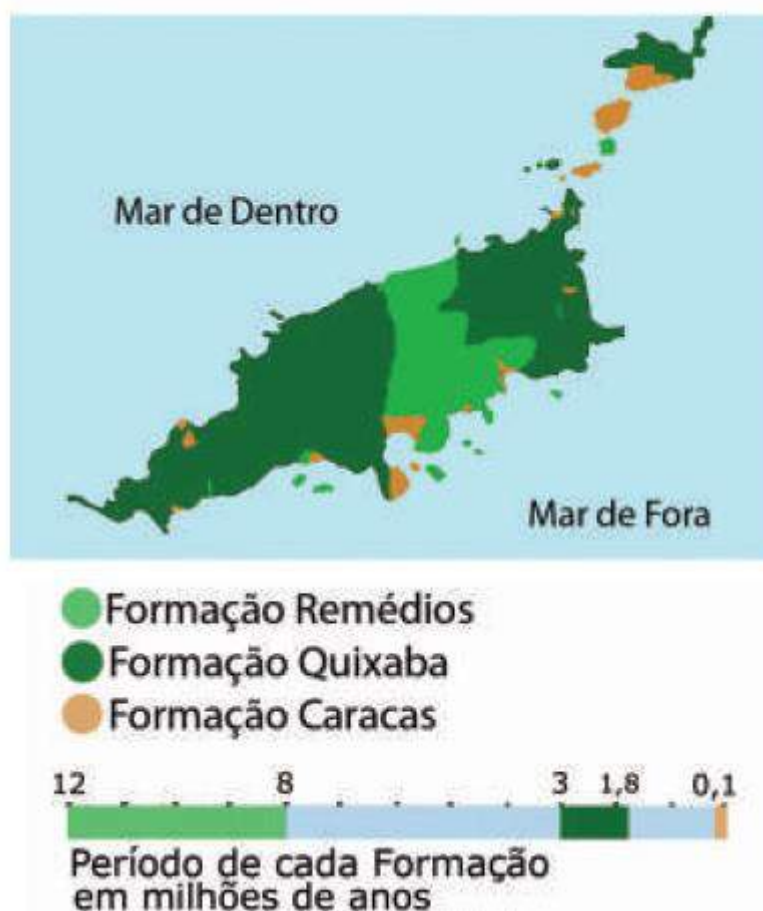 Mar de Dentro
Mar de Fora
Formação Remédios
Formação Quixaba
Formação Caracas
12 8 3 1,8 0,1
Período de cada Formação
em milhões de anos